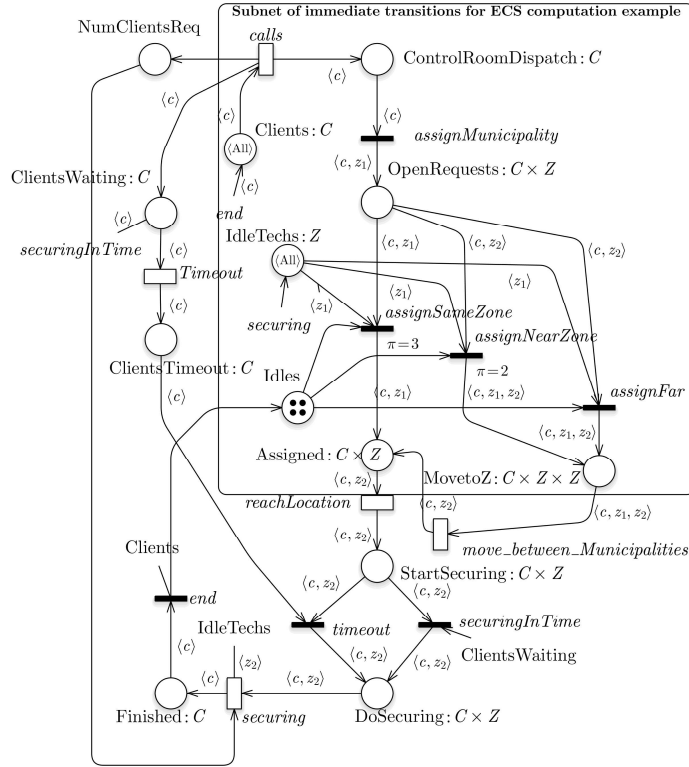 Subnet of immediate transitions for ECS computation example
NumClientsReq
calls
ControlRoomDispatch: C
⟨c⟩
⟨c⟩
⟨c⟩
⟨c⟩
Clients: C
⟨All⟩
assignMunicipality
⟨c, z₁⟩
OpenRequests: C × Z
ClientsWaiting: C
⟨c⟩
end
⟨c⟩
IdleTechs: Z
securingInTime
⟨c⟩
⟨All⟩
⟨c, z₁⟩
⟨c, z₂⟩
⟨c, z₂⟩
Timeout
⟨z₁⟩
⟨z₁⟩
⟨z₁⟩
⟨c⟩
securing
assignSameZone
assignNearZone
π=3
π=2
ClientsTimeout: C
Idles
⟨c⟩
⟨c, z₁⟩
⟨c, z₁, z₂⟩
assignFar
⟨c, z₁, z₂⟩
Assigned: C × Z
MovetoZ: C × Z × Z
⟨c, z₂⟩
reachLocation
⟨c, z₂⟩
⟨c, z₁, z₂⟩
⟨c, z₂⟩
Clients
move_between_Municipalities
StartSecuring: C × Z
⟨c, z₂⟩
⟨c, z₂⟩
end
IdleTechs
timeout
securingInTime
⟨c⟩
⟨z₂⟩
⟨c, z₂⟩
⟨c, z₂⟩
ClientsWaiting
⟨c⟩
⟨c, z₂⟩
Finished: C
securing
DoSecuring: C × Z